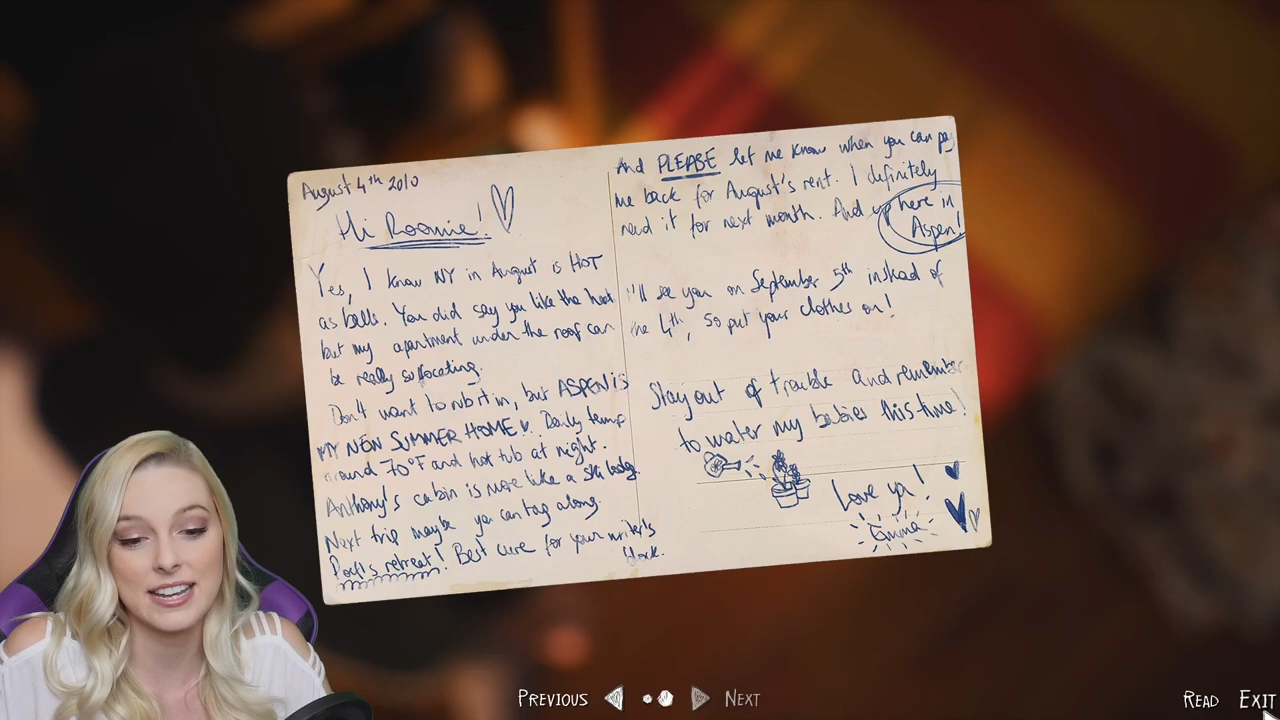 August 4th 2010
Hi Roomie!
Yes, I know NY in August is HOT
as balls. You did say you like the heat
but my apartment under the roof can
be really soffocating.
Don't want to rub it in, but ASPEN is
MY NEW SUMMER HOME. Daily temp
around 70°F and hot tub at night.
Anthony's cabin is more like a ski lodge.
Next trip maybe you can tag along.
Poet's retreat! Best cure for your writer's
block.
And PLEASE let me know when you can pay
me back for August's rent. I definitely
need it for next month. And up here in
Aspen!
I'll see you on September 5th instead of
the 4th, so put your clothes on!
Stay out of trouble and remember
to water my babies this time!
Love ya!
Emma
PREVIOUS NEXT
READ EXIT